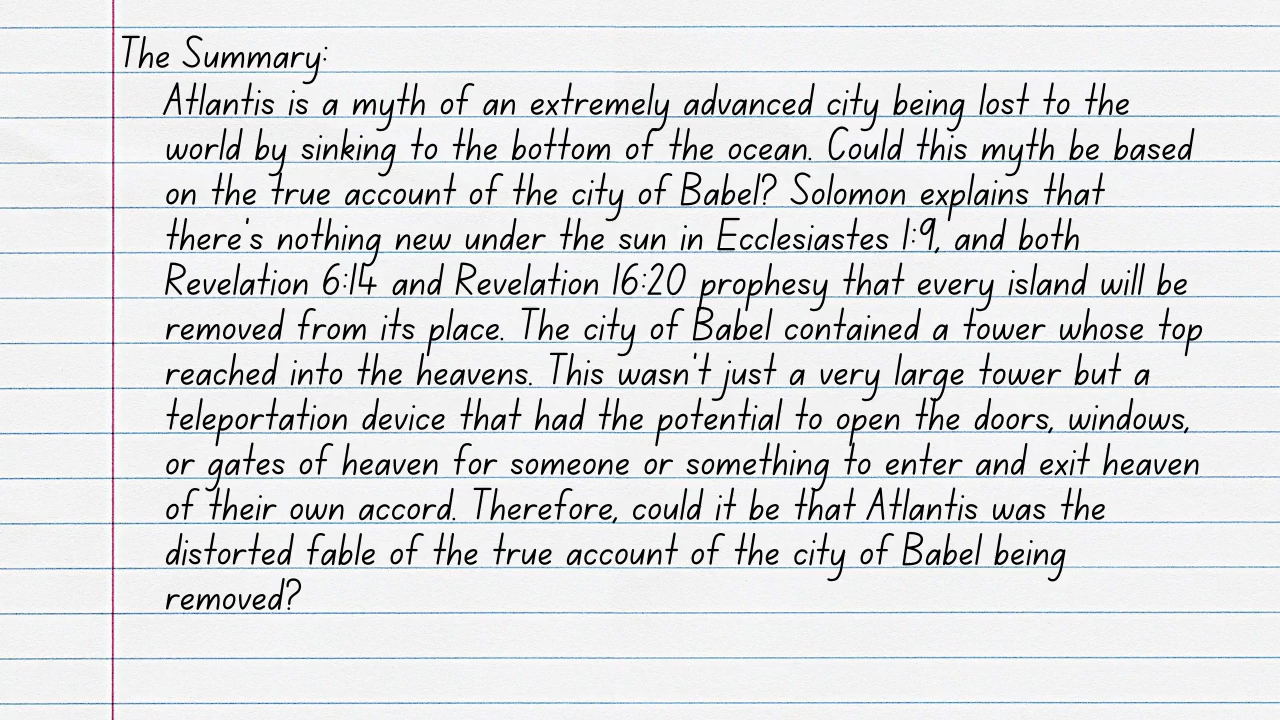 The Summary:
Atlantis is a myth of an extremely advanced city being lost to the
world by sinking to the bottom of the ocean. Could this myth be based
on the true account of the city of Babel? Solomon explains that
there's nothing new under the sun in Ecclesiastes 1:9, and both
Revelation 6:14 and Revelation 16:20 prophesy that every island will be
removed from its place. The city of Babel contained a tower whose top
reached into the heavens. This wasn't just a very large tower but a
teleportation device that had the potential to open the doors, windows,
or gates of heaven for someone or something to enter and exit heaven
of their own accord. Therefore, could it be that Atlantis was the
distorted fable of the true account of the city of Babel being
removed?